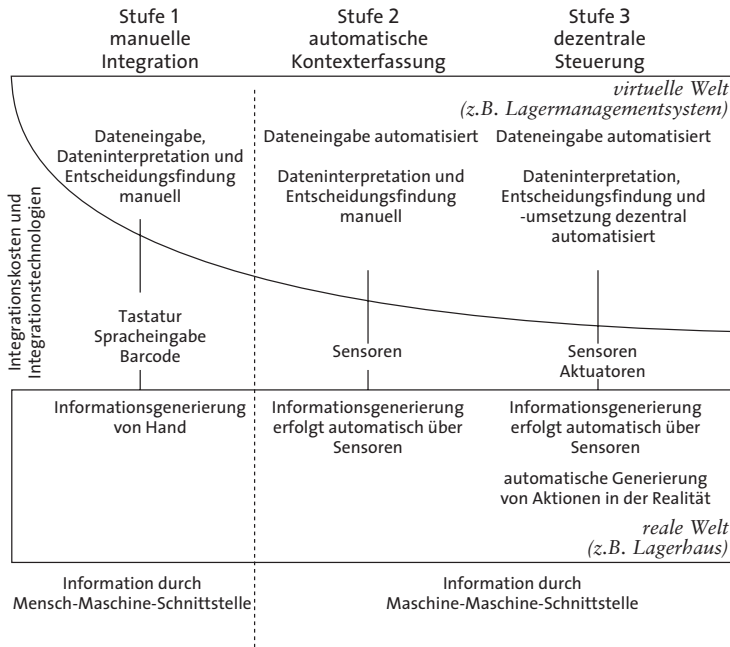 Stufe 1
manuelle
Integration
Stufe 2
automatische
Kontexterfassung
Stufe 3
dezentrale
Steuerung
virtuelle Welt
(z.B. Lagermanagementsystem)
Dateneingabe,
Dateninterpretation und
Entscheidungsfindung
manuell
Dateneingabe automatisiert
Dateninterpretation und
Entscheidungsfindung
manuell
Dateneingabe automatisiert
Dateninterpretation,
Entscheidungsfindung und
-umsetzung dezentral
automatisiert
Integrationskosten und
Integrationstechnologien
Tastatur
Spracheingabe
Barcode
Sensoren
Sensoren
Aktuatoren
Informationsgenerierung
von Hand
Informationsgenerierung
erfolgt automatisch über
Sensoren
Informationsgenerierung
erfolgt automatisch über
Sensoren
automatische Generierung
von Aktionen in der Realität
reale Welt
(z.B. Lagerhaus)
Information durch
Mensch-Maschine-Schnittstelle
Information durch
Maschine-Maschine-Schnittstelle